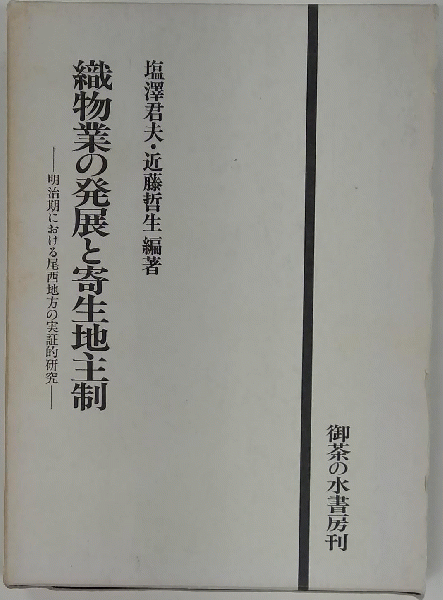 御茶の水書房刊
塩澤君夫・近藤哲生 編著
織物業の発展と寄生地主制
―明治期における尾西地方の実証的研究―